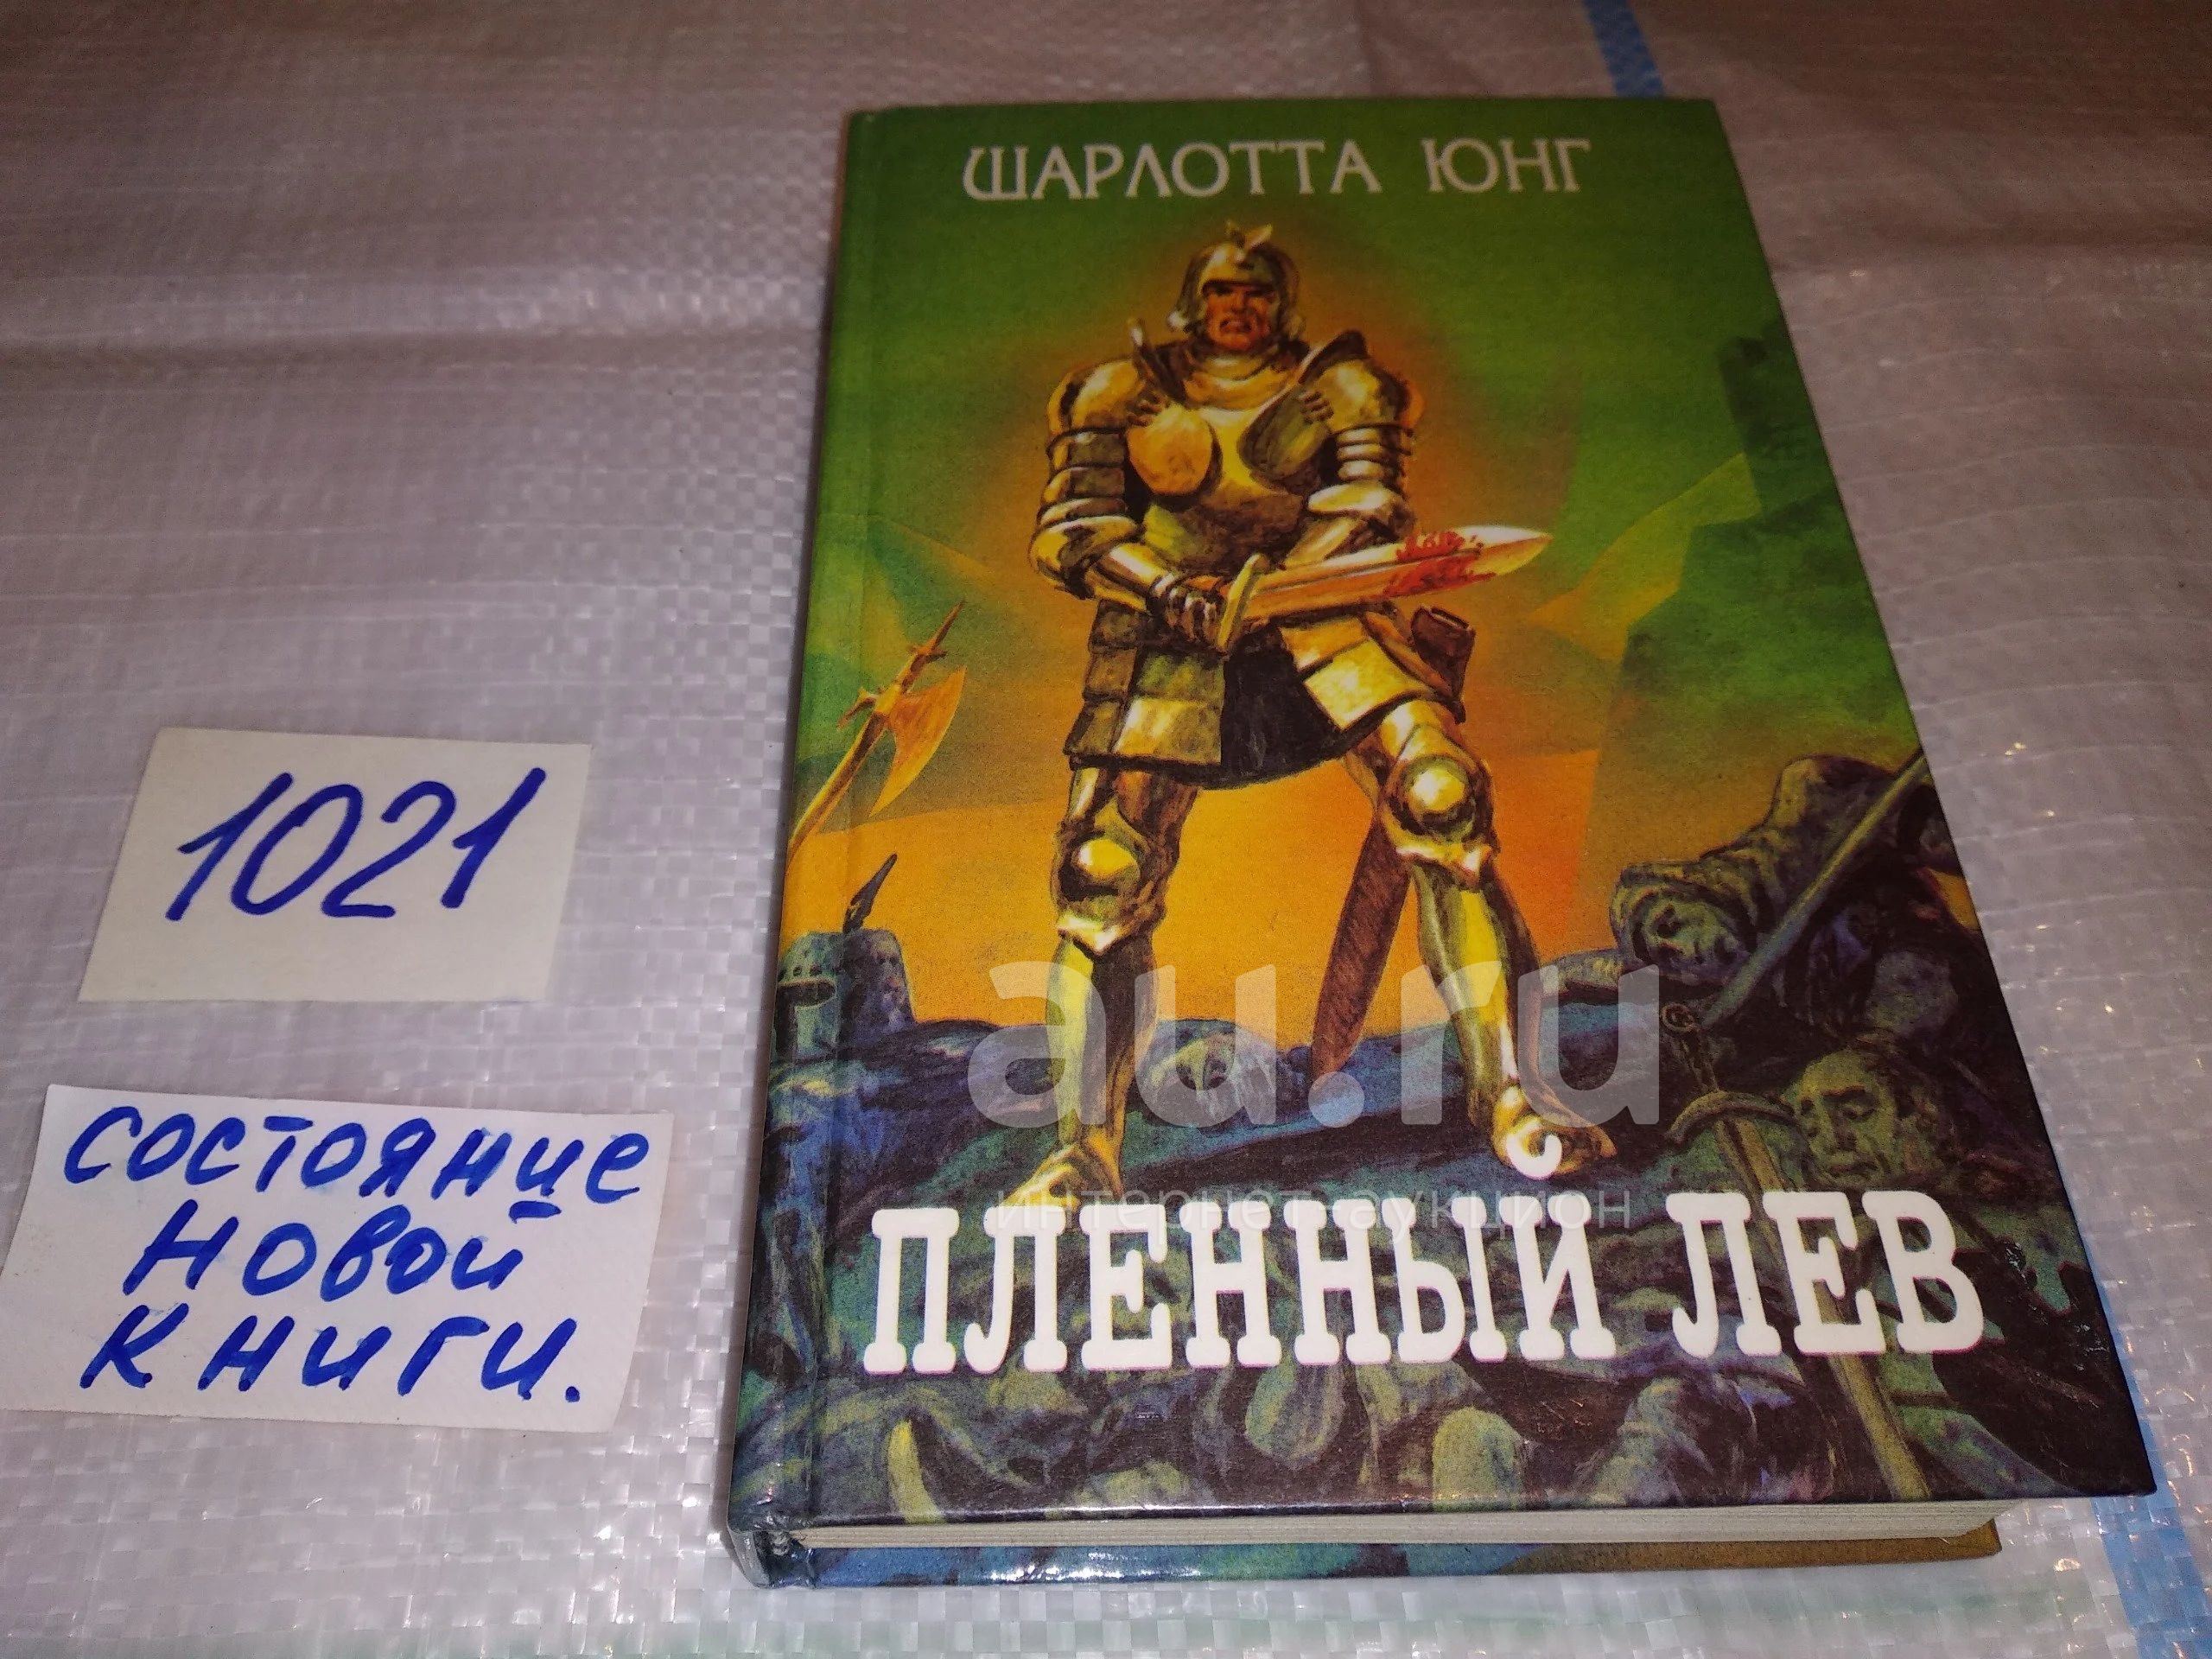 ШАРЛОТТА ЮНГ
1021
состояние
новой
книги.
au.ru
интернет-аукцион
ПЛЕННЫЙ ЛЕВ